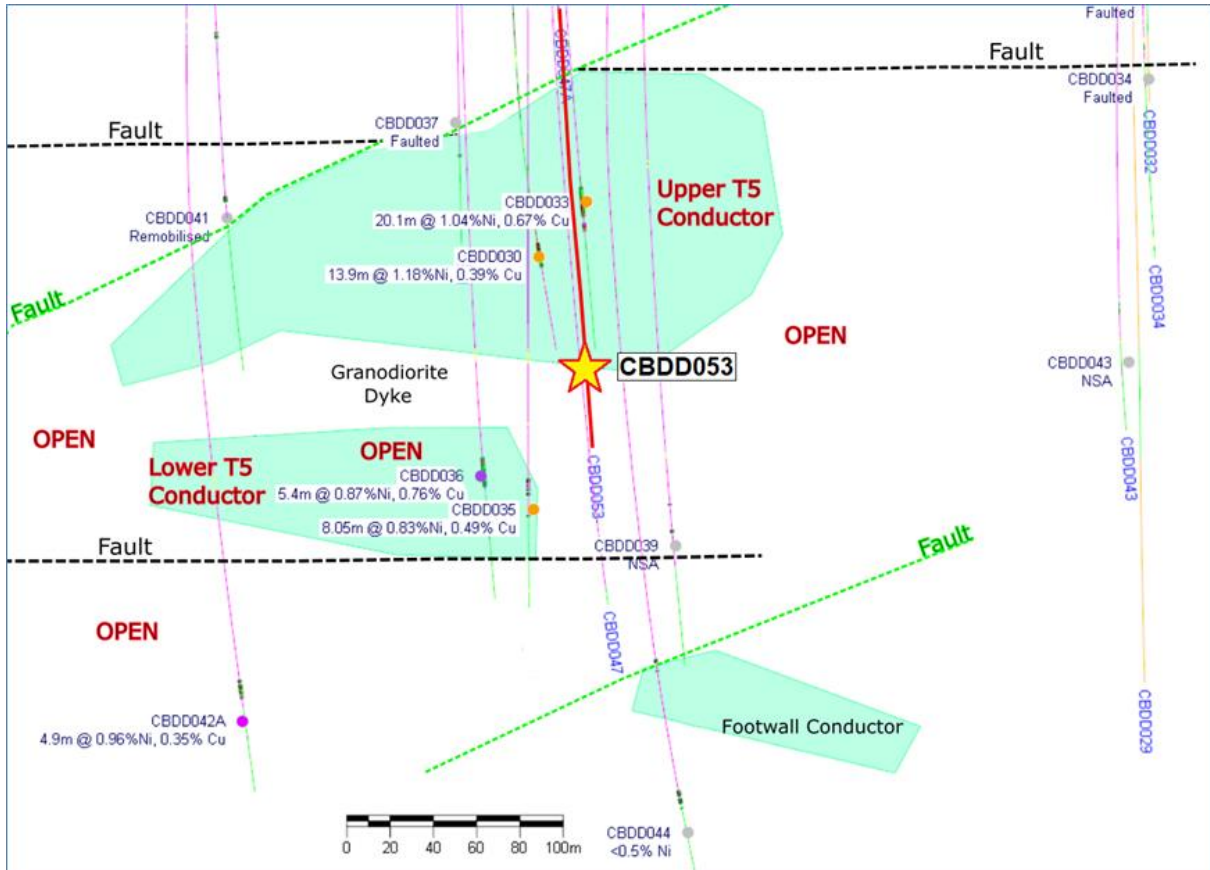 Faulted
Fault
CBDD034
Faulted
CBDD047A
CBDD037
Faulted
Fault
CBDD032
CBDD033
20.1m @ 1.04%Ni, 0.67% Cu
Upper T5
Conductor
CBDD041
Remobilised
CBDD030
13.9m @ 1.18%Ni, 0.39% Cu
Fault
CBDD034
OPEN
CBDD053
CBDD043
NSA
Granodiorite
Dyke
OPEN
OPEN
Lower T5
Conductor
CBDD036
5.4m @ 0.87%Ni, 0.76% Cu
CBDD035
8.05m @ 0.83%Ni, 0.49% Cu
CBDD053
CBDD043
Fault
CBDD039
NSA
Fault
OPEN
CBDD047
CBDD029
CBDD042A
4.9m @ 0.96%Ni, 0.35% Cu
Footwall Conductor
0 20 40 60 80 100m
CBDD044
<0.5% Ni